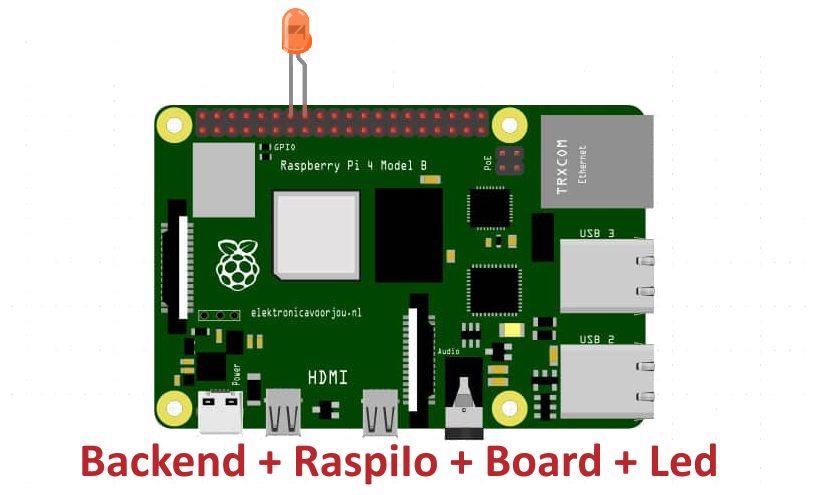 GPIO
Raspberry Pi 4 Model B
PoE
TRXCOM
Ethernet
USB 3
elektronicavoorjou.nl
USB 2
Audio
Power
HDMI
Backend + Raspilo + Board + Led